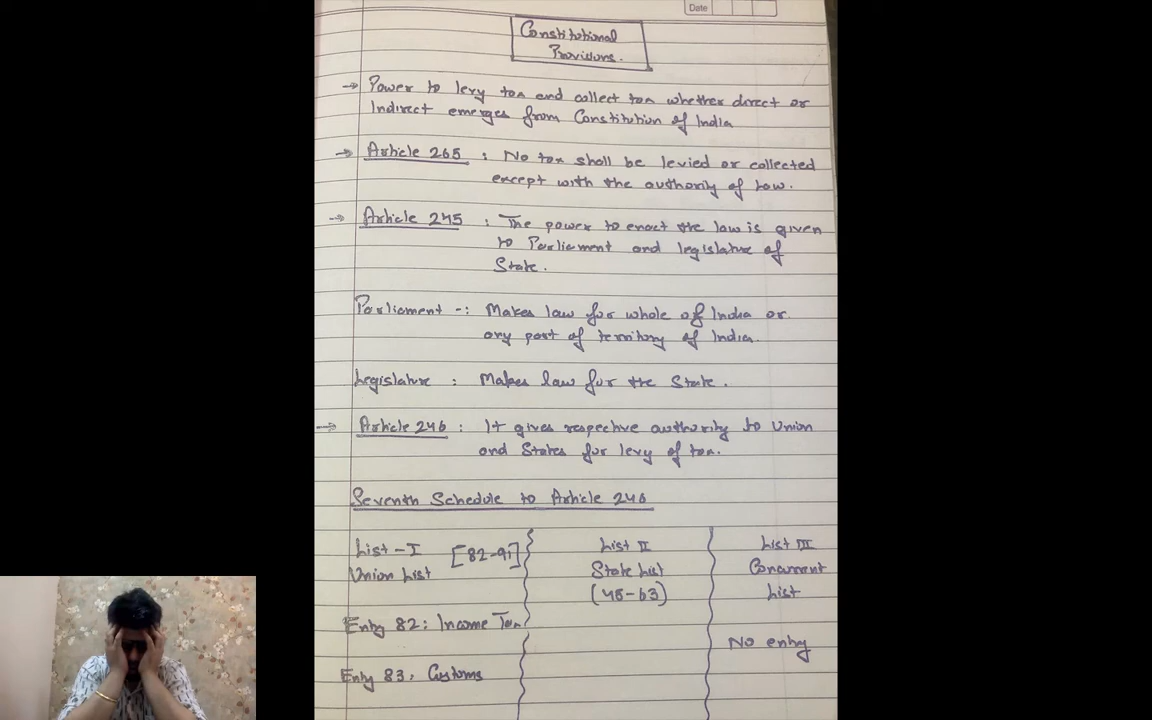 Date
Constitutional
Provisions.
→ Power to levy tax and collect tax whether direct or
Indirect emerges from Constitution of India
→ Article 265 : No tax shall be levied or collected
except with the authority of Law.
→ Article 245 : The power to enact the law is given
to Parliament and legislature of
State.
Parliament -: Makes law for whole of India or
any part of territory of India.
Legislature : Makes law for the State.
→ Article 246 : It gives respective authority to Union
and States for levy of tax.
Seventh Schedule to Article 246
List - I [82-91] List II List III
Union List State List Concurrent
(45-63) List
Entry 82: Income Tax
No entry
Entry 83: Customs